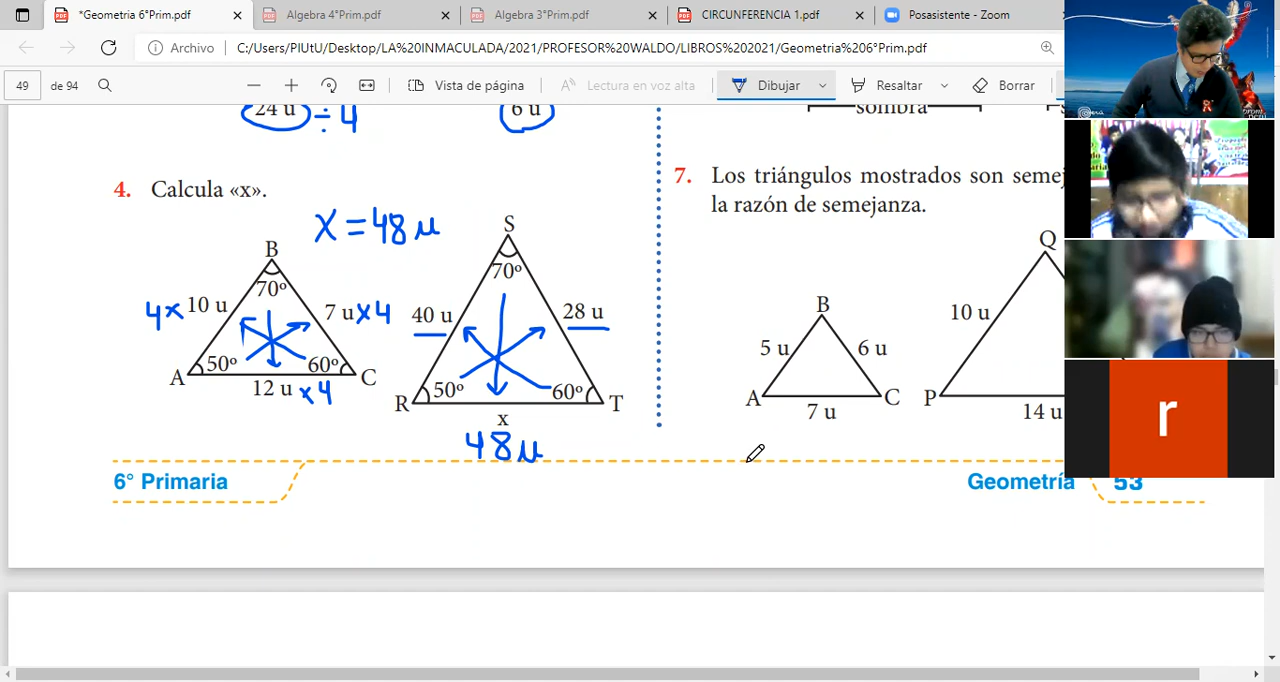 *Geometria 6°Prim.pdf
Algebra 4°Prim.pdf
Algebra 3°Prim.pdf
CIRCUNFERENCIA 1.pdf
Posasistente - Zoom
Archivo
C:/Users/PIUtU/Desktop/LA%20INMACULADA/2021/PROFESOR%20WALDO/LIBROS%202021/Geometria%206°Prim.pdf
49 de 94
Vista de página
Lectura en voz alta
Dibujar
Resaltar
Borrar
24 u ÷ 4
6 u
sombra
4. Calcula «x».
x = 48 u
B
70°
4x 10 u
7 u x4
50°
60°
A
C
12 u x4
S
70°
40 u
28 u
50°
60°
R
T
x
48 u
7. Los triángulos mostrados son semej
la razón de semejanza.
B
5 u
6 u
A
C
7 u
Q
10 u
P
14 u
6° Primaria
Geometría
53
r